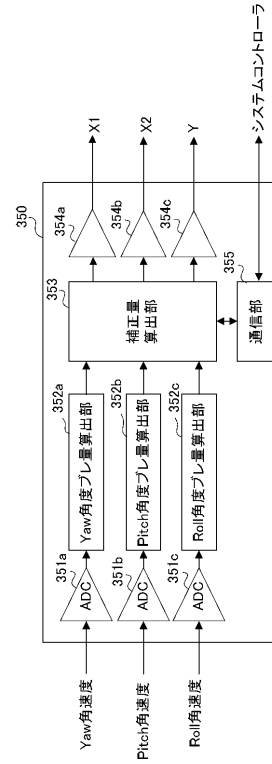 350
Yaw角速度
351a
ADC
352a
Yaw角度ブレ量算出部
353
補正量
算出部
354a
X1
Pitch角速度
351b
ADC
352b
Pitch角度ブレ量算出部
354b
X2
Roll角速度
351c
ADC
352c
Roll角度ブレ量算出部
354c
Y
355
通信部
システムコントローラ